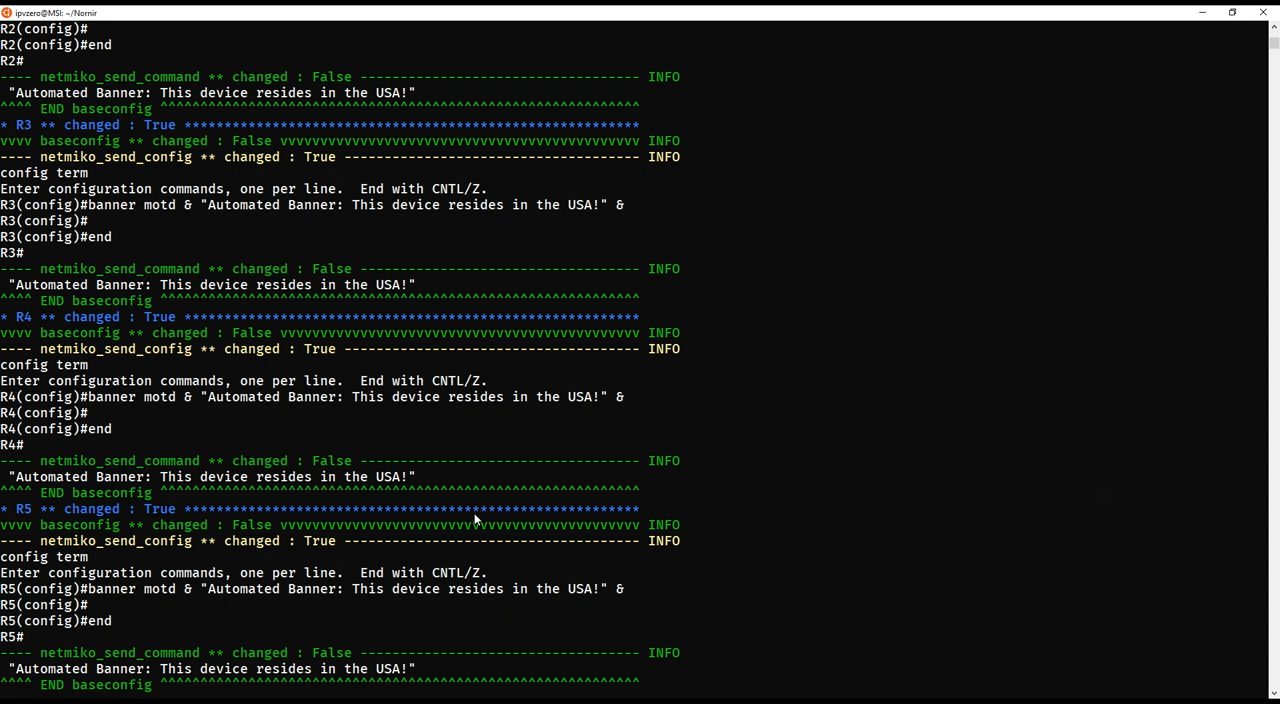 ipvzero@MSI: ~/Nornir
R2(config)#
R2(config)#end
R2#
---- netmiko_send_command ** changed : False ----------------------------------- INFO
"Automated Banner: This device resides in the USA!"
^^^^ END baseconfig ^^^^^^^^^^^^^^^^^^^^^^^^^^^^^^^^^^^^^^^^^^^^^^^^^^^^^^^^^^^^
* R3 ** changed : True *********************************************************
vvvv baseconfig ** changed : False vvvvvvvvvvvvvvvvvvvvvvvvvvvvvvvvvvvvvvvvvvvvv INFO
---- netmiko_send_config ** changed : True ------------------------------------- INFO
config term
Enter configuration commands, one per line.  End with CNTL/Z.
R3(config)#banner motd & "Automated Banner: This device resides in the USA!" &
R3(config)#
R3(config)#end
R3#
---- netmiko_send_command ** changed : False ----------------------------------- INFO
"Automated Banner: This device resides in the USA!"
^^^^ END baseconfig ^^^^^^^^^^^^^^^^^^^^^^^^^^^^^^^^^^^^^^^^^^^^^^^^^^^^^^^^^^^^
* R4 ** changed : True *********************************************************
vvvv baseconfig ** changed : False vvvvvvvvvvvvvvvvvvvvvvvvvvvvvvvvvvvvvvvvvvvvv INFO
---- netmiko_send_config ** changed : True ------------------------------------- INFO
config term
Enter configuration commands, one per line.  End with CNTL/Z.
R4(config)#banner motd & "Automated Banner: This device resides in the USA!" &
R4(config)#
R4(config)#end
R4#
---- netmiko_send_command ** changed : False ----------------------------------- INFO
"Automated Banner: This device resides in the USA!"
^^^^ END baseconfig ^^^^^^^^^^^^^^^^^^^^^^^^^^^^^^^^^^^^^^^^^^^^^^^^^^^^^^^^^^^^
* R5 ** changed : True *********************************************************
vvvv baseconfig ** changed : False vvvvvvvvvvvvvvvvvvvvvvvvvvvvvvvvvvvvvvvvvvvvv INFO
---- netmiko_send_config ** changed : True ------------------------------------- INFO
config term
Enter configuration commands, one per line.  End with CNTL/Z.
R5(config)#banner motd & "Automated Banner: This device resides in the USA!" &
R5(config)#
R5(config)#end
R5#
---- netmiko_send_command ** changed : False ----------------------------------- INFO
"Automated Banner: This device resides in the USA!"
^^^^ END baseconfig ^^^^^^^^^^^^^^^^^^^^^^^^^^^^^^^^^^^^^^^^^^^^^^^^^^^^^^^^^^^^